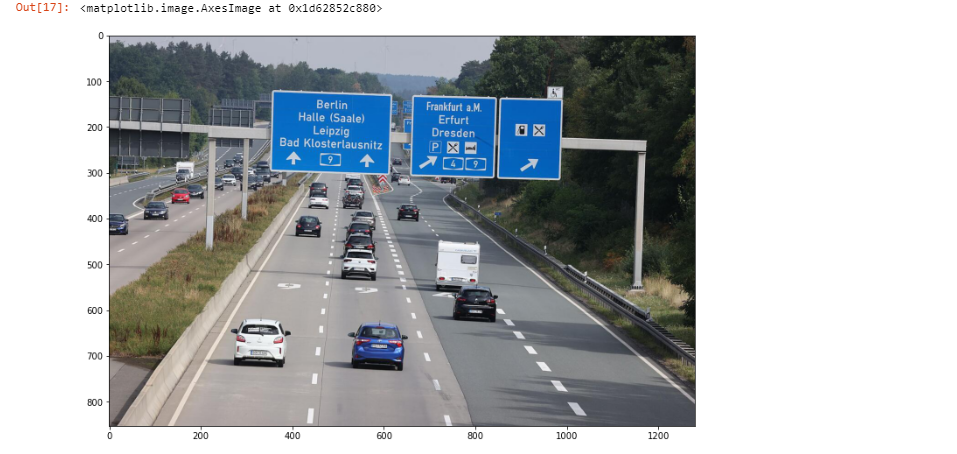 Out[17]: <matplotlib.image.AxesImage at 0x1d62852c880>
0
100
200
300
400
500
600
700
800
Berlin
Halle (Saale)
Leipzig
Bad Klosterlausnitz
9
Frankfurt a.M.
Erfurt
Dresden
P
4 9
0 200 400 600 800 1000 1200